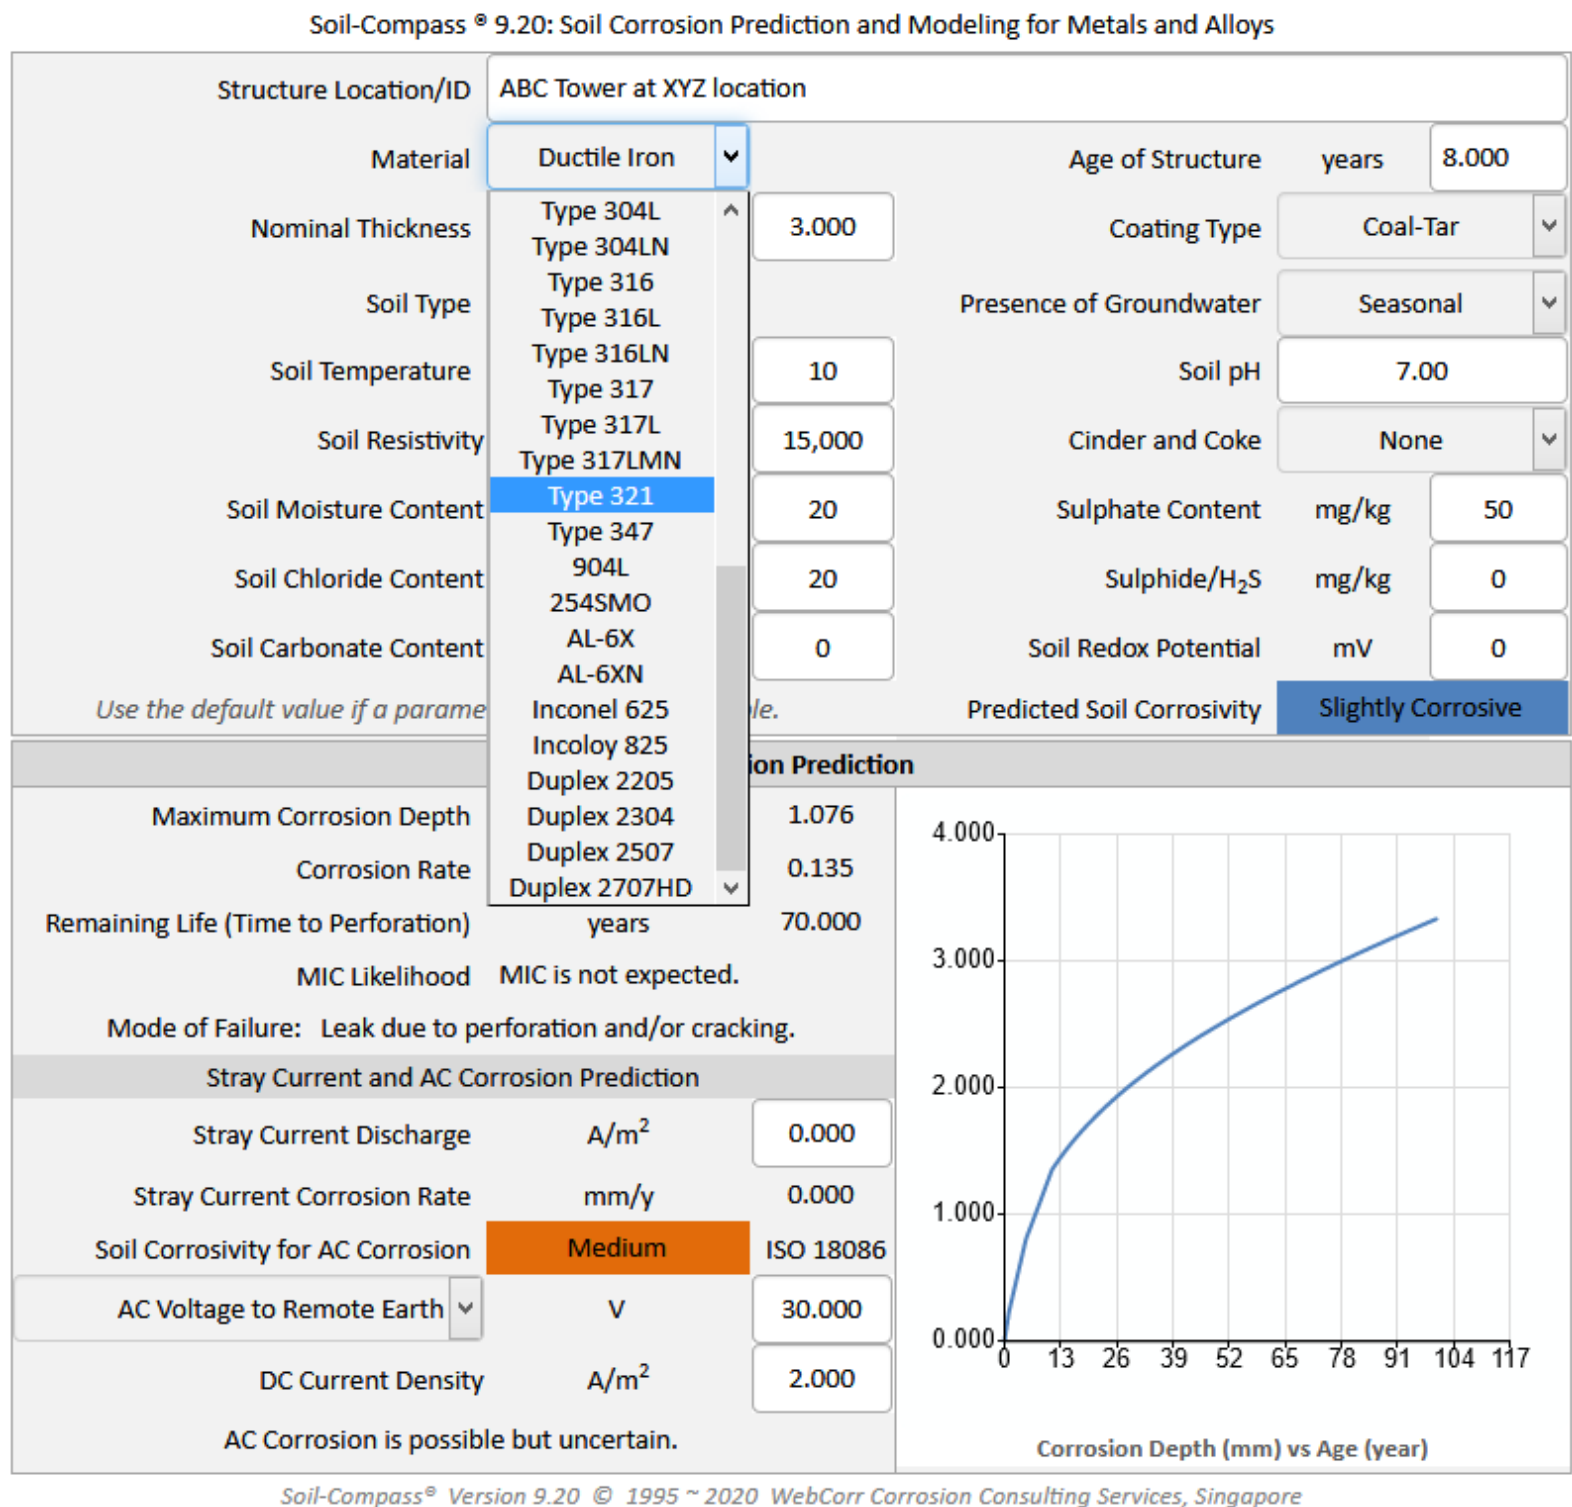 Soil-Compass ® 9.20: Soil Corrosion Prediction and Modeling for Metals and Alloys
Structure Location/ID ABC Tower at XYZ location
Material Ductile Iron Age of Structure years 8.000
Type 304L
Nominal Thickness 3.000 Coating Type Coal-Tar
Type 304LN
Type 316
Soil Type Presence of Groundwater Seasonal
Type 316L
Type 316LN
Soil Temperature 10 Soil pH 7.00
Type 317
Type 317L
Soil Resistivity 15,000 Cinder and Coke None
Type 317LMN
Type 321
Soil Moisture Content 20 Sulphate Content mg/kg 50
Type 347
904L
Soil Chloride Content 20 Sulphide/H₂S mg/kg 0
254SMO
AL-6X
Soil Carbonate Content 0 Soil Redox Potential mV 0
AL-6XN
Use the default value if a Inconel 625 Predicted Soil Corrosivity Slightly Corrosive
Incoloy 825
Prediction
Duplex 2205
Maximum Corrosion Depth Duplex 2304 1.076
Duplex 2507
Corrosion Rate 0.135
Duplex 2707HD
Remaining Life (Time to Perforation) years 70.000
MIC Likelihood MIC is not expected.
Mode of Failure: Leak due to perforation and/or cracking.
Stray Current and AC Corrosion Prediction
Stray Current Discharge A/m² 0.000
Stray Current Corrosion Rate mm/y 0.000
Soil Corrosivity for AC Corrosion Medium ISO 18086
AC Voltage to Remote Earth V 30.000
DC Current Density A/m² 2.000
AC Corrosion is possible but uncertain.
4.000
3.000
2.000
1.000
0.000
0 13 26 39 52 65 78 91 104 117
Corrosion Depth (mm) vs Age (year)
Soil-Compass® Version 9.20 © 1995 ~ 2020 WebCorr Corrosion Consulting Services, Singapore